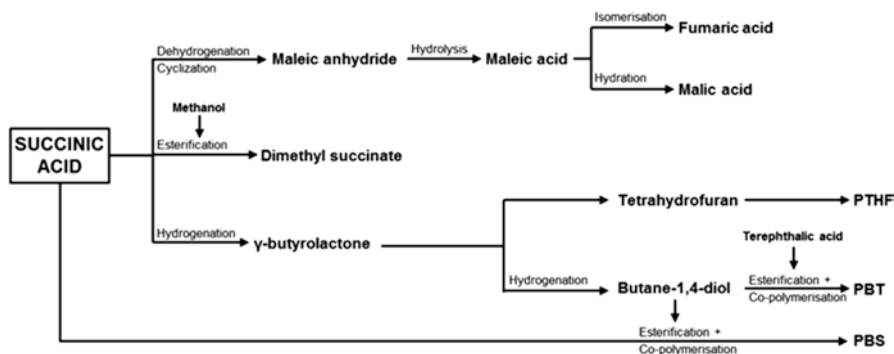 Isomerisation
Fumaric acid
Dehydrogenation
Cyclization
Maleic anhydride
Hydrolysis
Maleic acid
Hydration
Malic acid
Methanol
SUCCINIC
ACID
Esterification
Dimethyl succinate
Tetrahydrofuran
PTHF
Hydrogenation
γ-butyrolactone
Terephthalic acid
Hydrogenation
Butane-1,4-diol
Esterification +
Co-polymerisation
PBT
Esterification +
Co-polymerisation
PBS